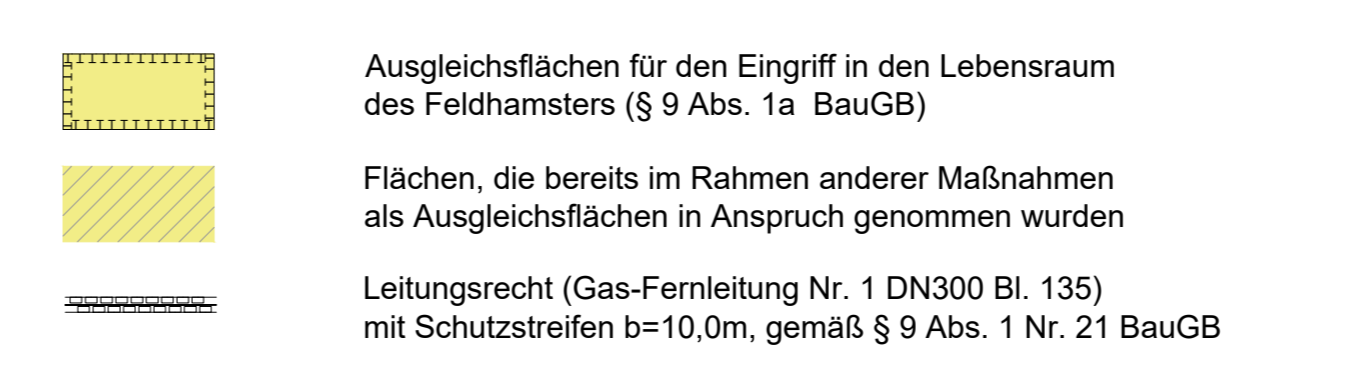 Ausgleichsflächen für den Eingriff in den Lebensraum
des Feldhamsters (§ 9 Abs. 1a  BauGB)
Flächen, die bereits im Rahmen anderer Maßnahmen
als Ausgleichsflächen in Anspruch genommen wurden
Leitungsrecht (Gas-Fernleitung Nr. 1 DN300 Bl. 135)
mit Schutzstreifen b=10,0m, gemäß § 9 Abs. 1 Nr. 21 BauGB